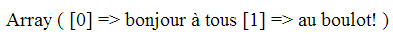 Array ( [0] => bonjour à tous [1] => au boulot! )